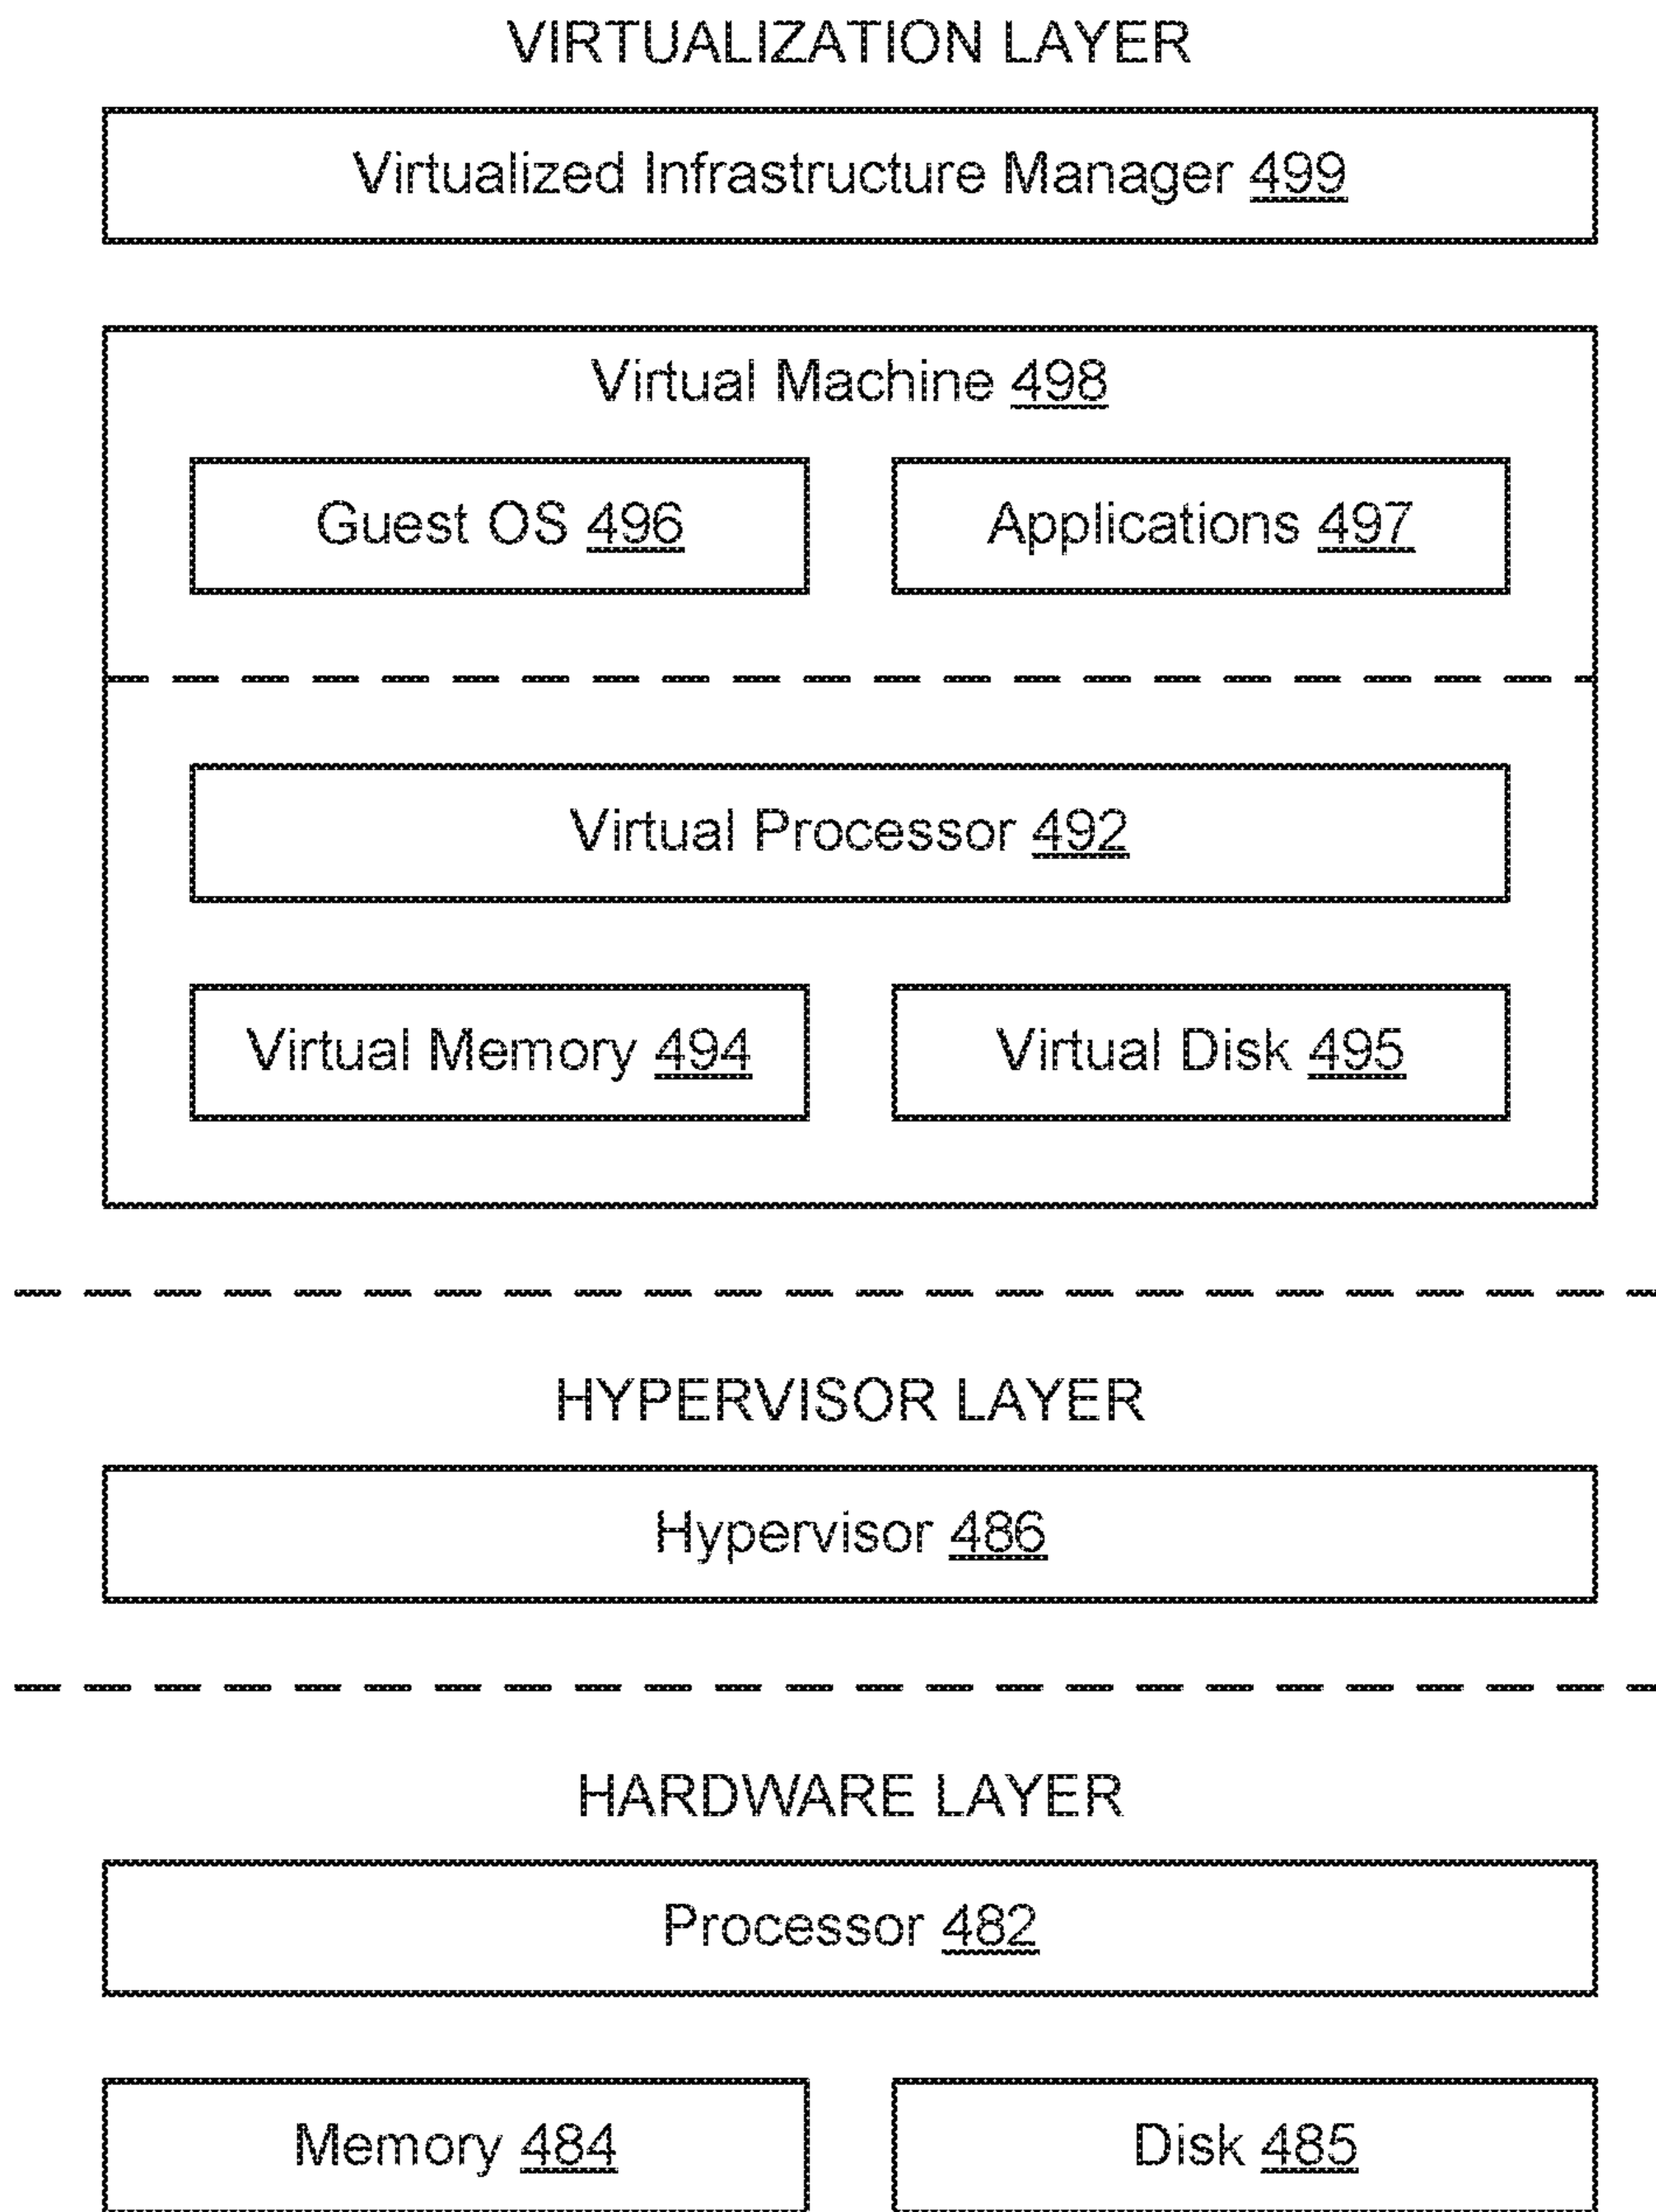 VIRTUALIZATION LAYER
Virtualized Infrastructure Manager 499
Virtual Machine 498
Guest OS 496
Applications 497
Virtual Processor 492
Virtual Memory 494
Virtual Disk 495
HYPERVISOR LAYER
Hypervisor 486
HARDWARE LAYER
Processor 482
Memory 484
Disk 485